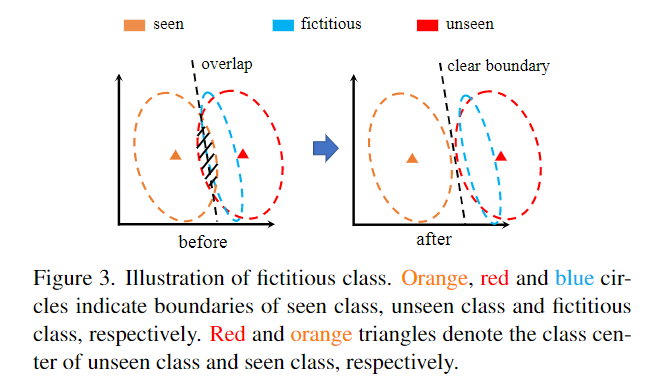 seen fictitious unseen
overlap clear boundary
before after
Figure 3. Illustration of fictitious class. Orange, red and blue cir-
cles indicate boundaries of seen class, unseen class and fictitious
class, respectively. Red and orange triangles denote the class cen-
ter of unseen class and seen class, respectively.